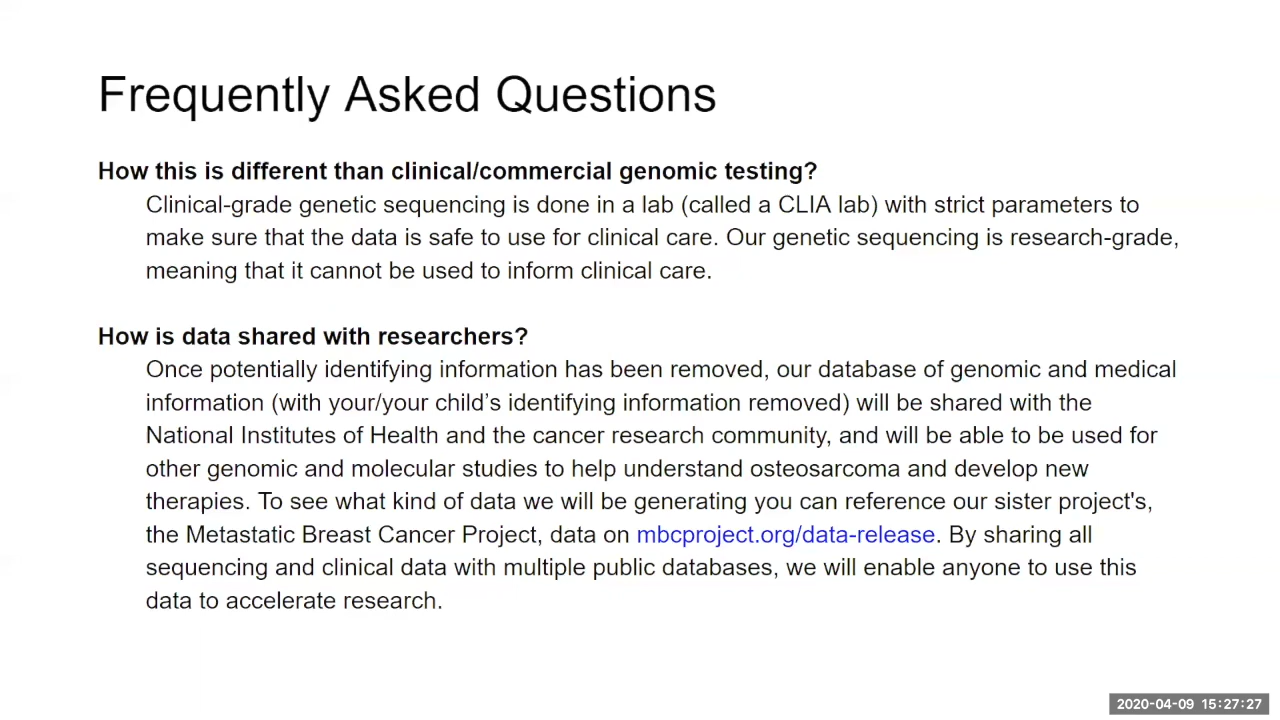 Frequently Asked Questions
How this is different than clinical/commercial genomic testing?
Clinical-grade genetic sequencing is done in a lab (called a CLIA lab) with strict parameters to
make sure that the data is safe to use for clinical care. Our genetic sequencing is research-grade,
meaning that it cannot be used to inform clinical care.
How is data shared with researchers?
Once potentially identifying information has been removed, our database of genomic and medical
information (with your/your child’s identifying information removed) will be shared with the
National Institutes of Health and the cancer research community, and will be able to be used for
other genomic and molecular studies to help understand osteosarcoma and develop new
therapies. To see what kind of data we will be generating you can reference our sister project's,
the Metastatic Breast Cancer Project, data on mbcproject.org/data-release. By sharing all
sequencing and clinical data with multiple public databases, we will enable anyone to use this
data to accelerate research.
2020-04-09 15:27:27